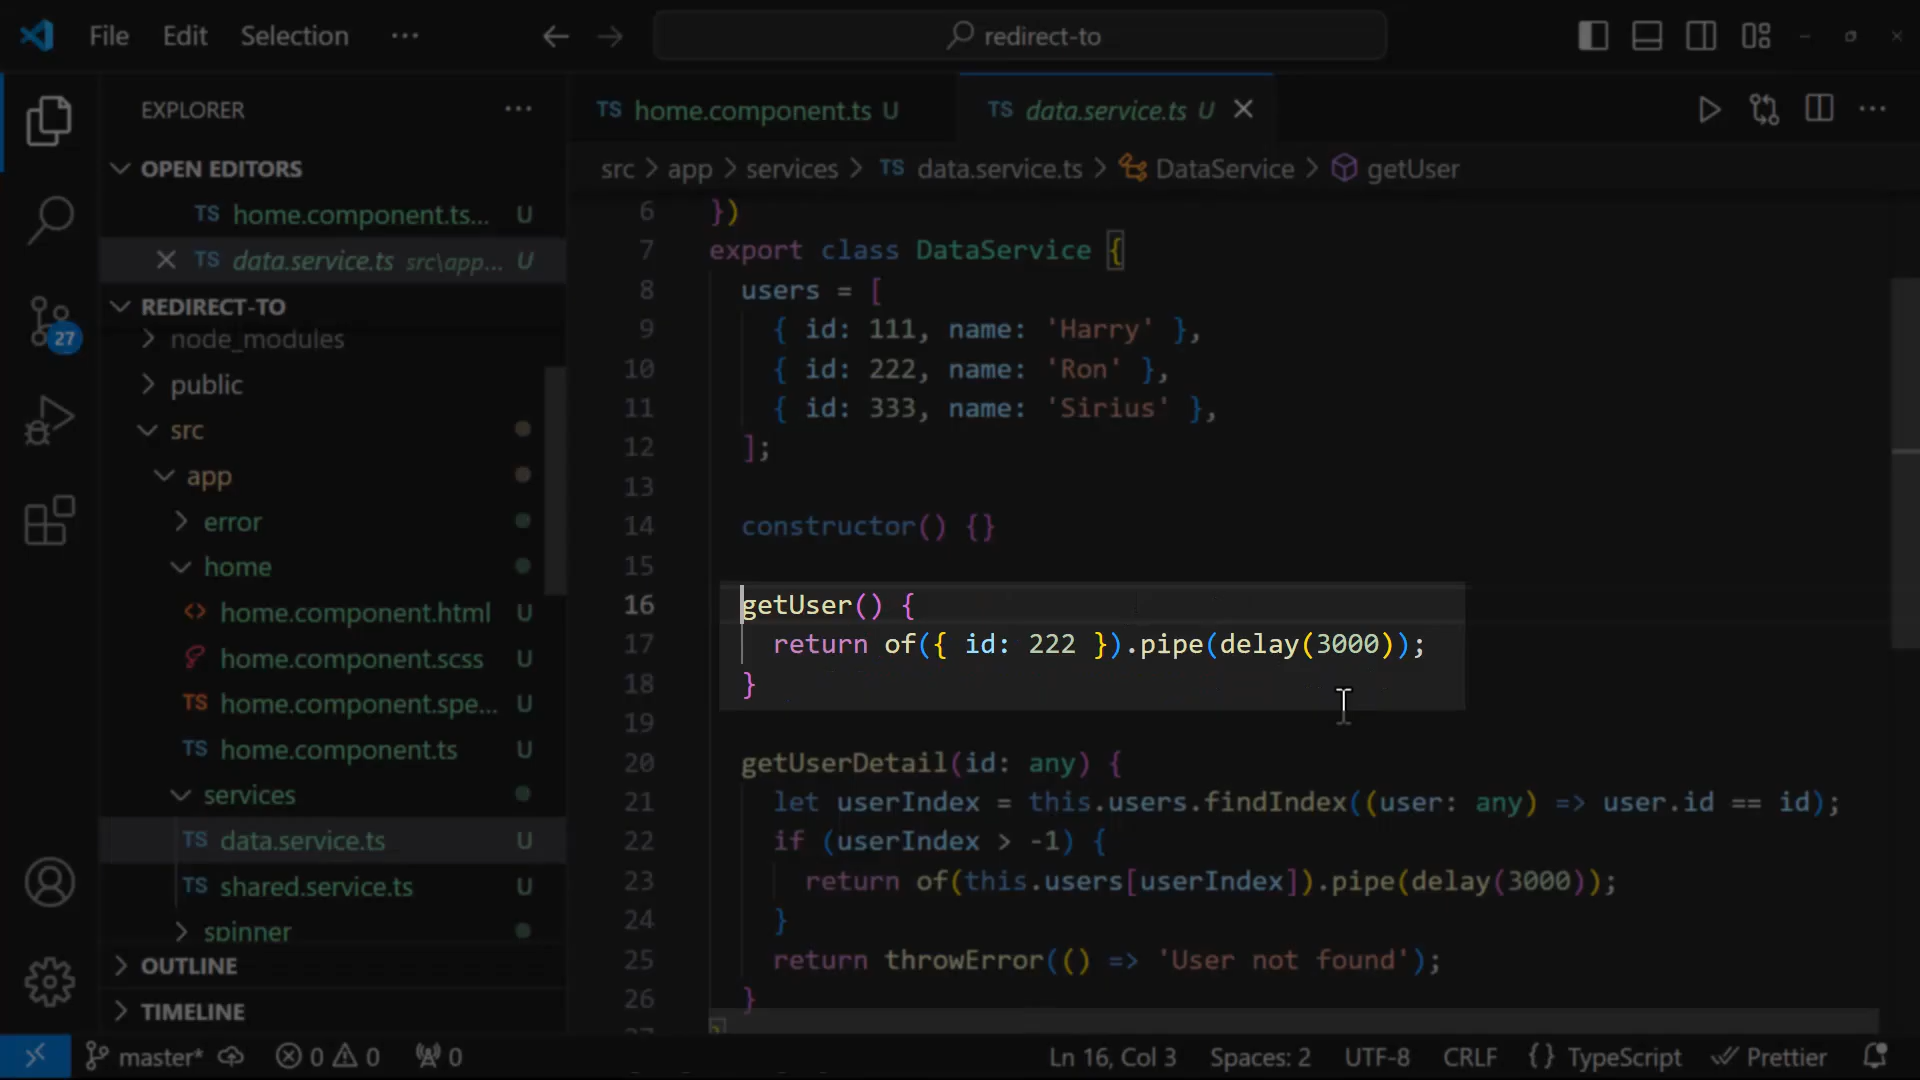 File Edit Selection ··· redirect-to
EXPLORER ···
OPEN EDITORS
TS home.component.ts... U
TS data.service.ts src\app... U
REDIRECT-TO
node_modules
public
src
app
error
home
<> home.component.html U
home.component.scss U
TS home.component.spe... U
TS home.component.ts U
services
TS data.service.ts U
TS shared.service.ts U
spinner
OUTLINE
TIMELINE
27
TS home.component.ts U
TS data.service.ts U
src > app > services > TS data.service.ts > DataService > getUser
6 })
7 export class DataService {
8 users = [
9 { id: 111, name: 'Harry' },
10 { id: 222, name: 'Ron' },
11 { id: 333, name: 'Sirius' },
12 ];
13
14 constructor() {}
15
16 getUser() {
17 return of({ id: 222 }).pipe(delay(3000));
18 }
19
20 getUserDetail(id: any) {
21 let userIndex = this.users.findIndex((user: any) => user.id == id);
22 if (userIndex > -1) {
23 return of(this.users[userIndex]).pipe(delay(3000));
24 }
25 return throwError(() => 'User not found');
26 }
master* 0 0 0 Ln 16, Col 3 Spaces: 2 UTF-8 CRLF {} TypeScript Prettier